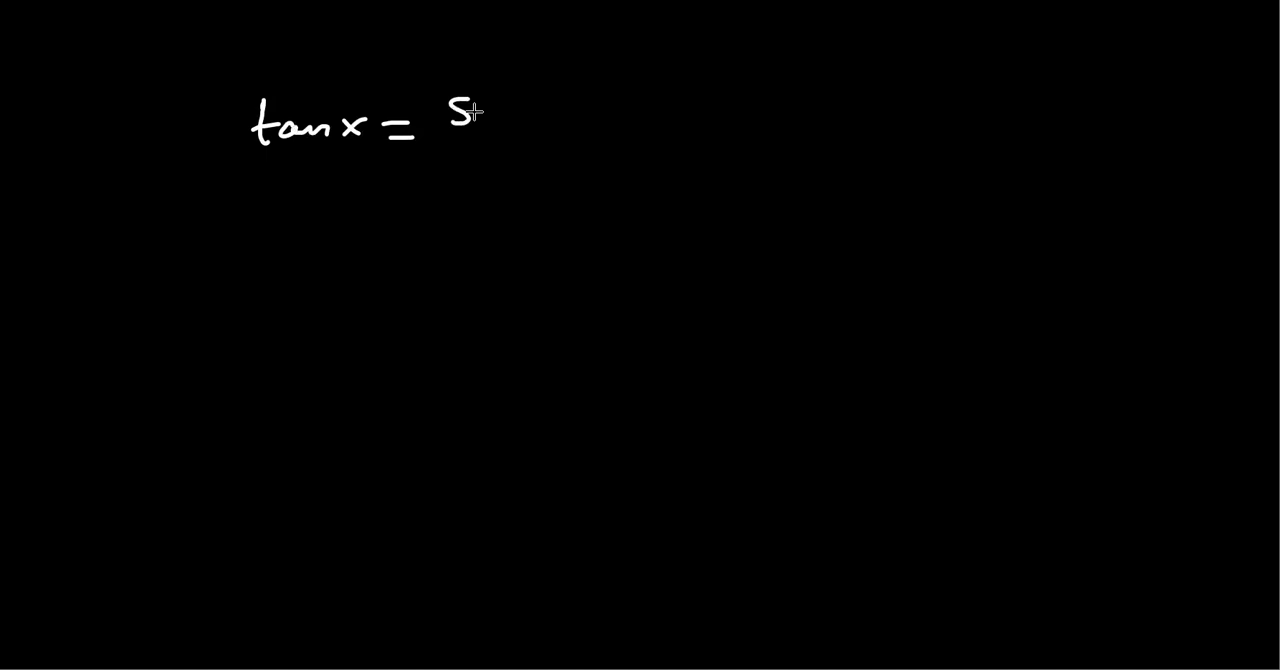 tan x = S